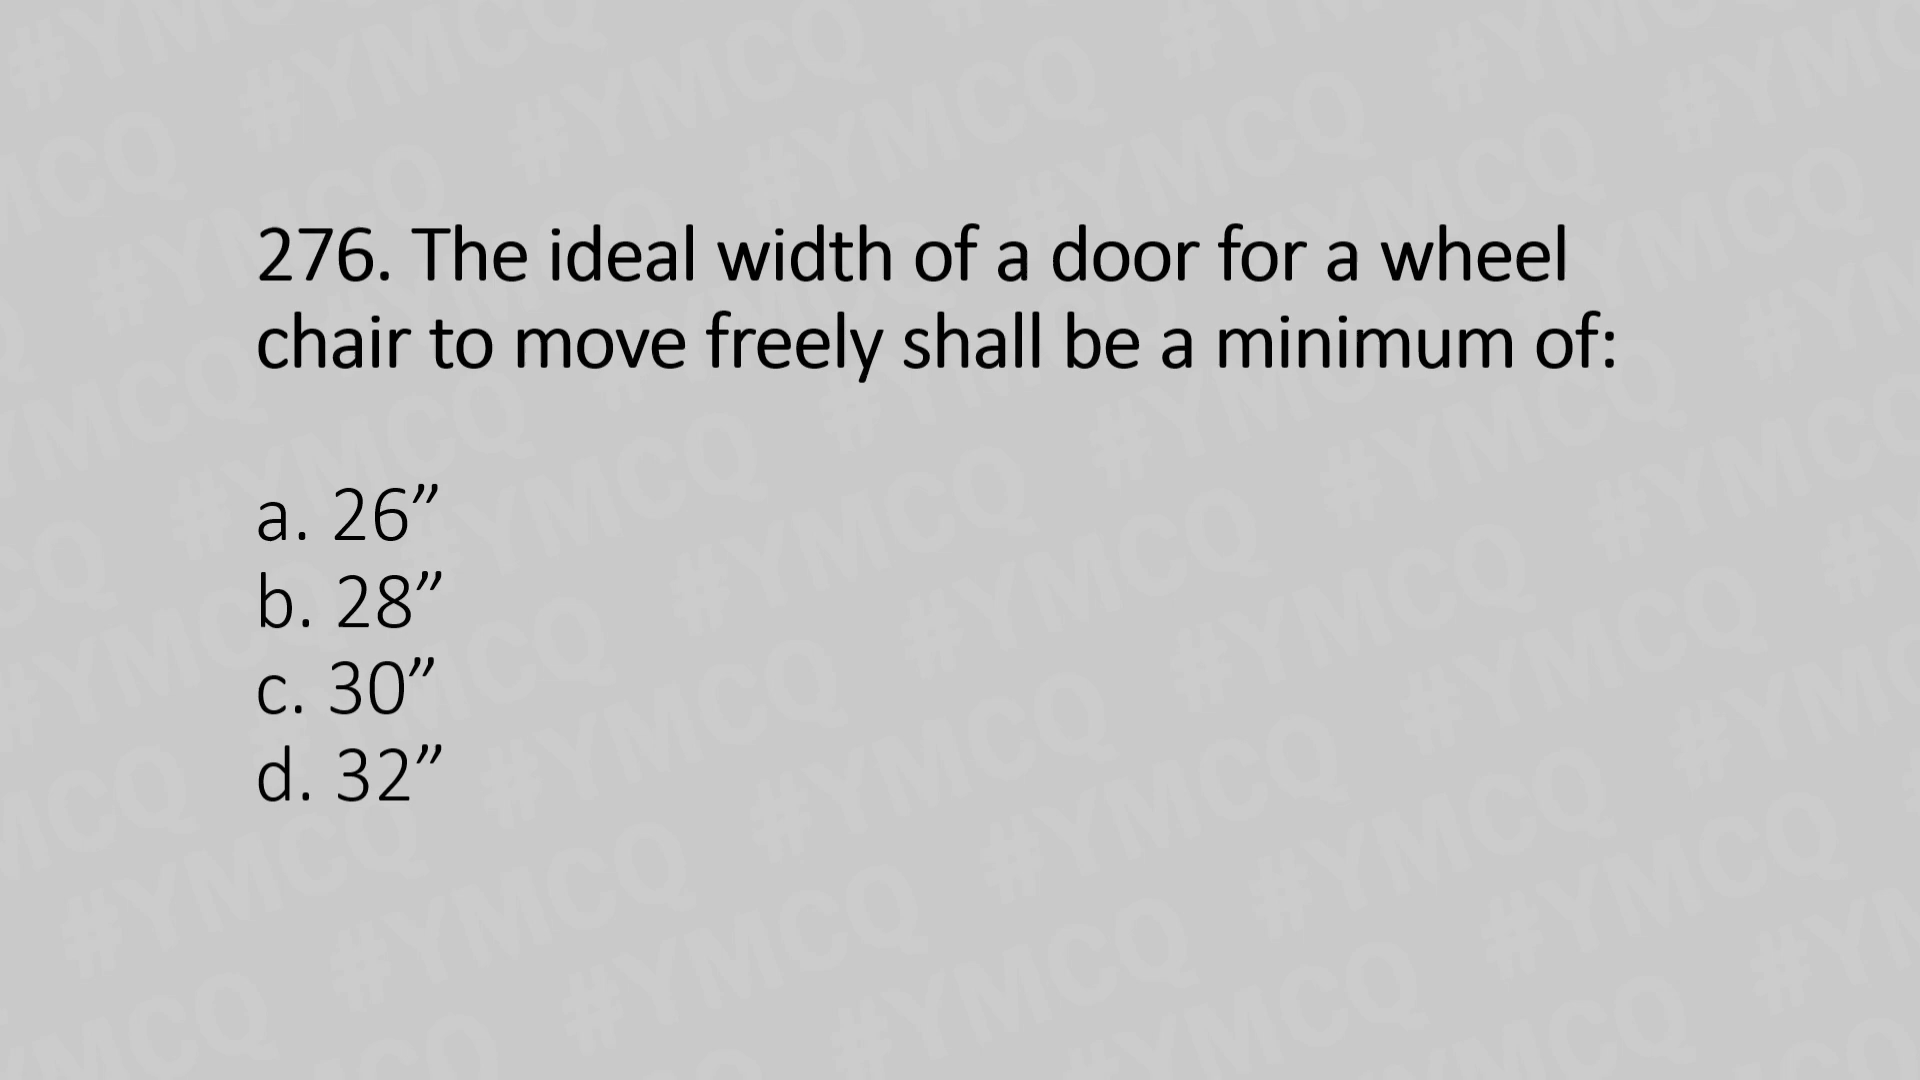 276. The ideal width of a door for a wheel
chair to move freely shall be a minimum of:
a. 26”
b. 28”
c. 30”
d. 32”
#YMCQ